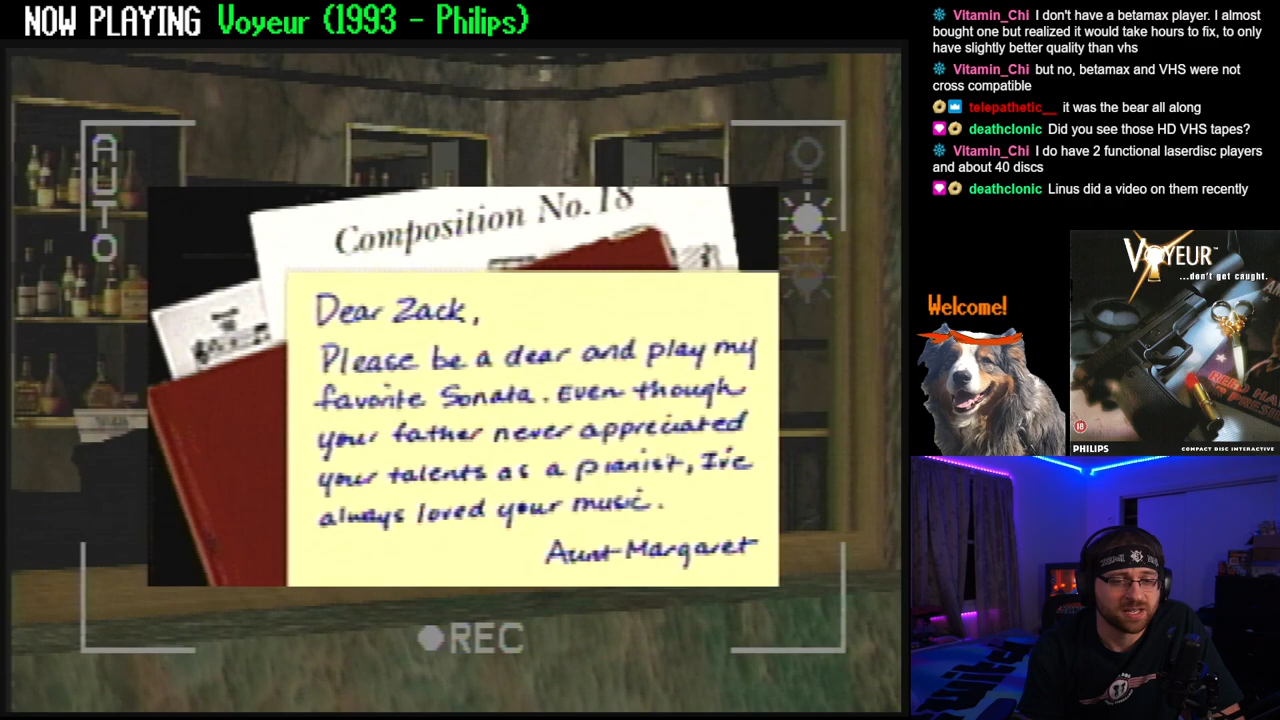 NOW PLAYING Voyeur (1993 - Philips)
AUTO
Composition No. 18
Dear Zack,
Please be a dear and play my
favorite Sonata. Even though
your father never appreciated
your talents as a pianist, I've
always loved your music.
Aunt Margaret
REC
Vitamin_Chi I don't have a betamax player. I almost
bought one but realized it would take hours to fix, to only
have slightly better quality than vhs
Vitamin_Chi but no, betamax and VHS were not
cross compatible
telepathetic__ it was the bear all along
deathclonic Did you see those HD VHS tapes?
Vitamin_Chi I do have 2 functional laserdisc players
and about 40 discs
deathclonic Linus did a video on them recently
Welcome!
VOYEUR™
...don't get caught.
REED HA
18
PHILIPS
COMPACT DISC INTERACTIVE